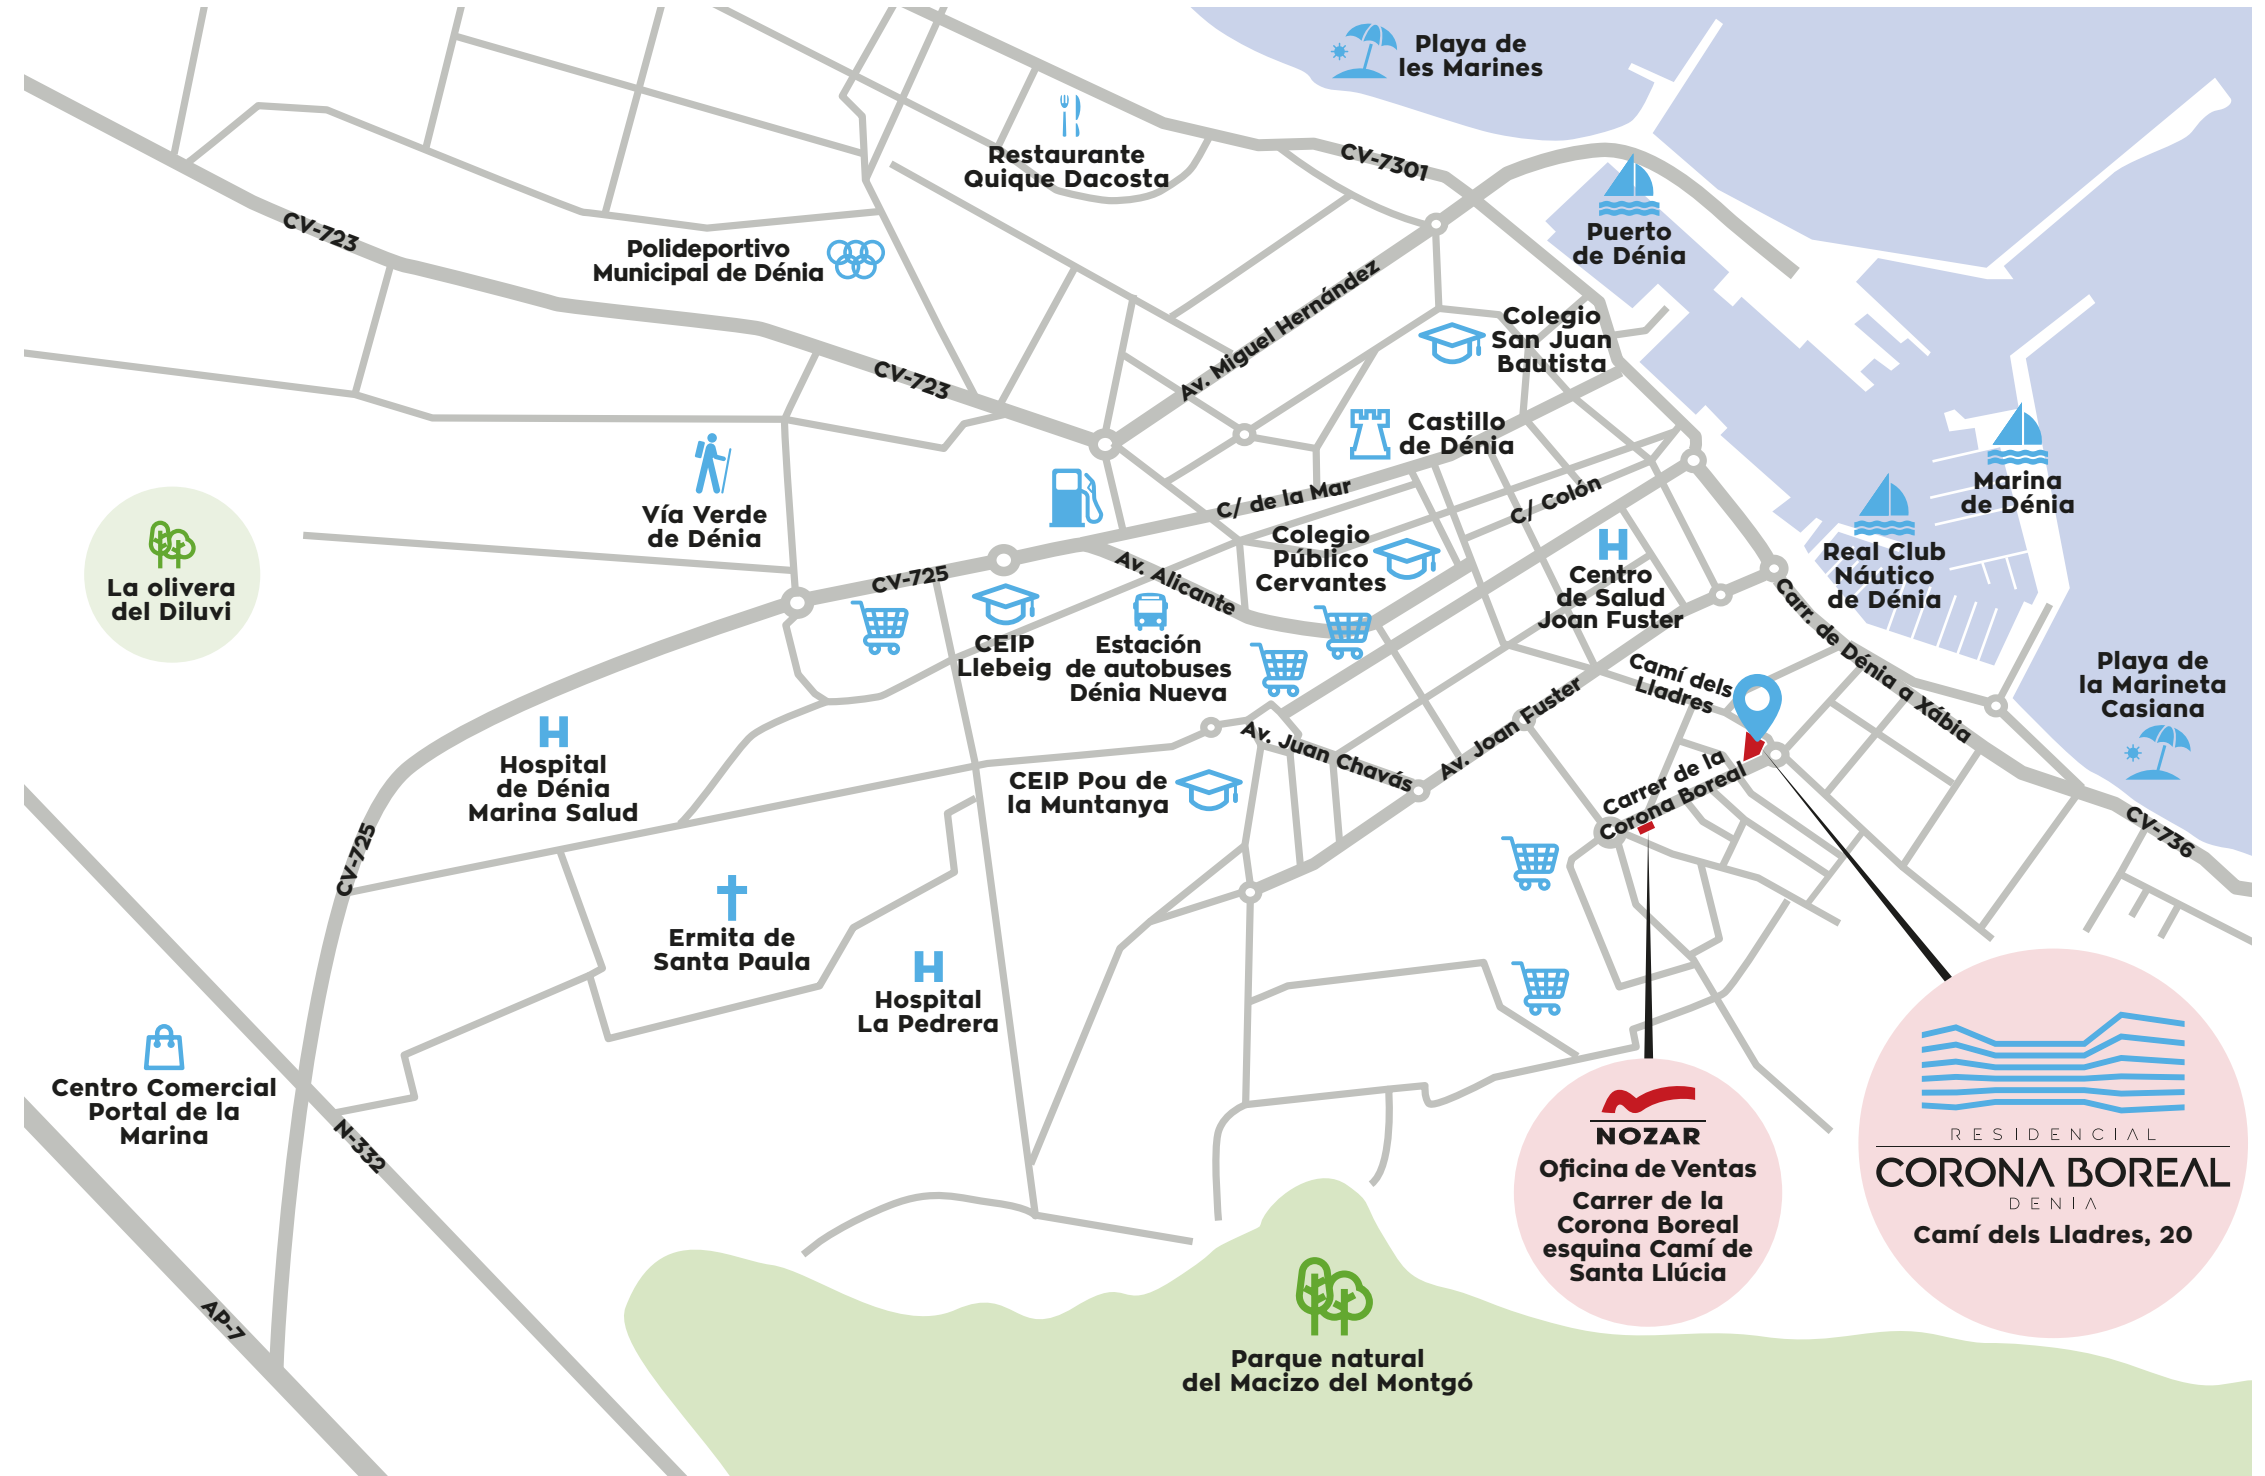 Playa de
les Marines
Restaurante
Quique Dacosta
CV-7301
CV-723
Polideportivo
Municipal de Dénia
Puerto
de Dénia
Av. Miguel Hernández
Colegio
San Juan
Bautista
CV-723
Castillo
de Dénia
Vía Verde
de Dénia
C/ de la Mar
C/ Colón
Marina
de Dénia
La olivera
del Diluvi
CV-725
Av. Alicante
Colegio
Público
Cervantes
Centro
de Salud
Joan Fuster
Real Club
Náutico
de Dénia
CEIP
Llebeig
Estación
de autobuses
Dénia Nueva
Carr. de Dénia a Xábia
Camí dels
Lladres
Playa de
la Marineta
Casiana
Hospital
de Dénia
Marina Salud
Av. Juan Chavás
Av. Joan Fuster
CEIP Pou de
la Muntanya
Carrer de la
Corona Boreal
CV-725
CV-736
Ermita de
Santa Paula
Hospital
La Pedrera
Centro Comercial
Portal de la
Marina
N-332
AP-7
NOZAR
Oficina de Ventas
Carrer de la
Corona Boreal
esquina Camí de
Santa Llúcia
RESIDENCIAL
CORONA BOREAL
DENIA
Camí dels Lladres, 20
Parque natural
del Macizo del Montgó